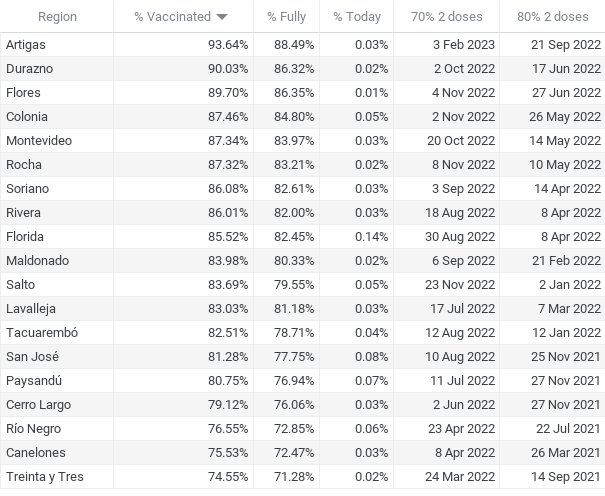 Region % Vaccinated % Fully % Today 70% 2 doses 80% 2 doses
Artigas 93.64% 88.49% 0.03% 3 Feb 2023 21 Sep 2022
Durazno 90.03% 86.32% 0.02% 2 Oct 2022 17 Jun 2022
Flores 89.70% 86.35% 0.01% 4 Nov 2022 27 Jun 2022
Colonia 87.46% 84.80% 0.05% 2 Nov 2022 26 May 2022
Montevideo 87.34% 83.97% 0.03% 20 Oct 2022 14 May 2022
Rocha 87.32% 83.21% 0.02% 8 Nov 2022 10 May 2022
Soriano 86.08% 82.61% 0.03% 3 Sep 2022 14 Apr 2022
Rivera 86.01% 82.00% 0.03% 18 Aug 2022 8 Apr 2022
Florida 85.52% 82.45% 0.14% 30 Aug 2022 8 Apr 2022
Maldonado 83.98% 80.33% 0.02% 6 Sep 2022 21 Feb 2022
Salto 83.69% 79.55% 0.05% 23 Nov 2022 2 Jan 2022
Lavalleja 83.03% 81.18% 0.03% 17 Jul 2022 7 Mar 2022
Tacuarembó 82.51% 78.71% 0.04% 12 Aug 2022 12 Jan 2022
San José 81.28% 77.75% 0.08% 10 Aug 2022 25 Nov 2021
Paysandú 80.75% 76.94% 0.07% 11 Jul 2022 27 Nov 2021
Cerro Largo 79.12% 76.06% 0.03% 2 Jun 2022 27 Nov 2021
Río Negro 76.55% 72.85% 0.06% 23 Apr 2022 22 Jul 2021
Canelones 75.53% 72.47% 0.03% 8 Apr 2022 26 Mar 2021
Treinta y Tres 74.55% 71.28% 0.02% 24 Mar 2022 14 Sep 2021